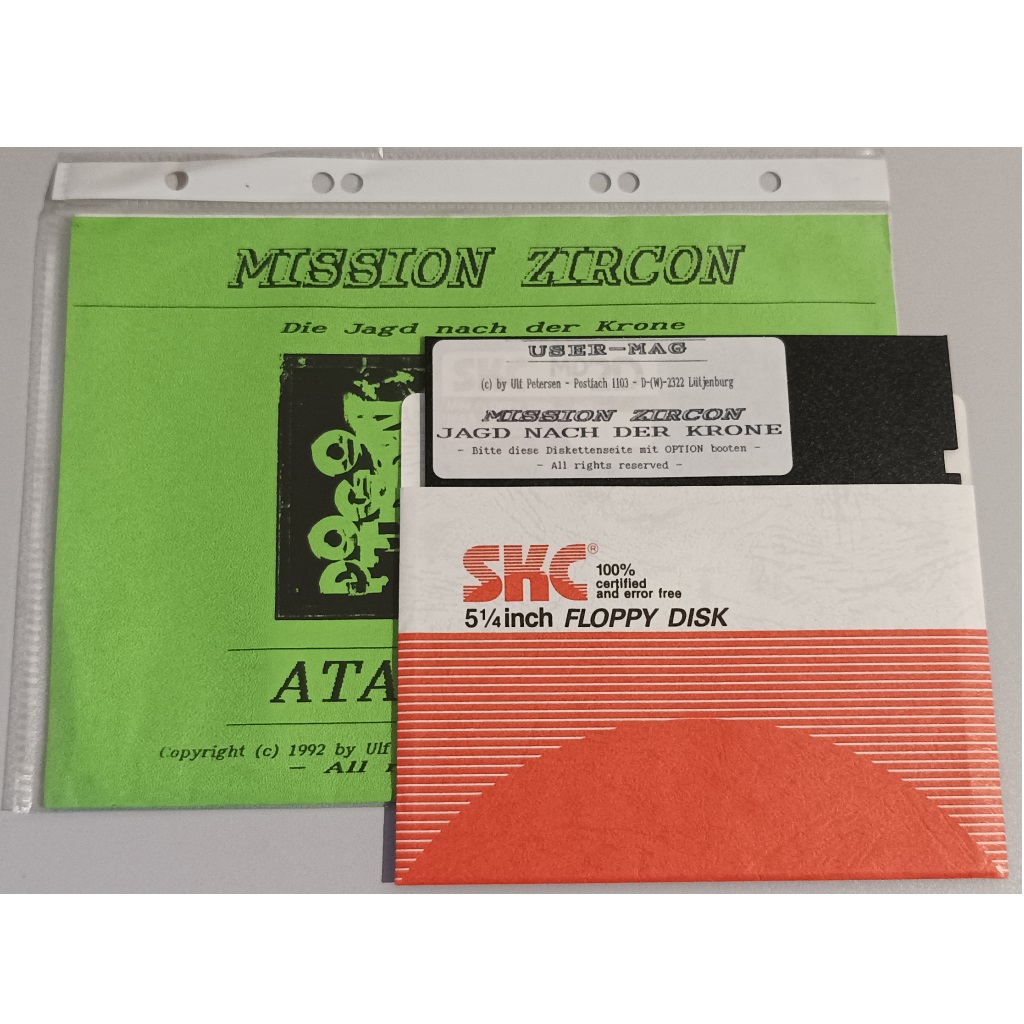 MISSION ZIRCON
Die Jagd nach der Krone
ATA
Copyright (c) 1992 by Ulf
— All
USER-MAG
(c) by Ulf Petersen - Postfach 1103 - D-(W)-2322 Lütjenburg
MISSION ZIRCON
JAGD NACH DER KRONE
- Bitte diese Diskettenseite mit OPTION booten -
- All rights reserved -
SKC®
100%
certified
and error free
5¼ inch FLOPPY DISK